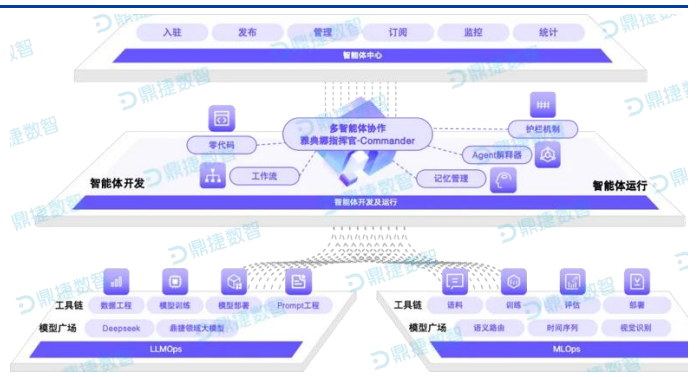 入驻 发布 管理 订阅 监控 统计
智能体中心
多智能体协作
雅典娜指挥官-Commander
零代码
护栏机制
Agent解释器
工作流
记忆管理
智能体开发
智能体运行
智能体开发及运行
工具链 数据工程 模型训练 模型部署 Prompt工程
模型广场 Deepseek 鼎捷领域大模型
LLMOps
工具链 语料 训练 评估 部署
模型广场 语义路由 时间序列 视觉识别
MLOps
鼎捷数智